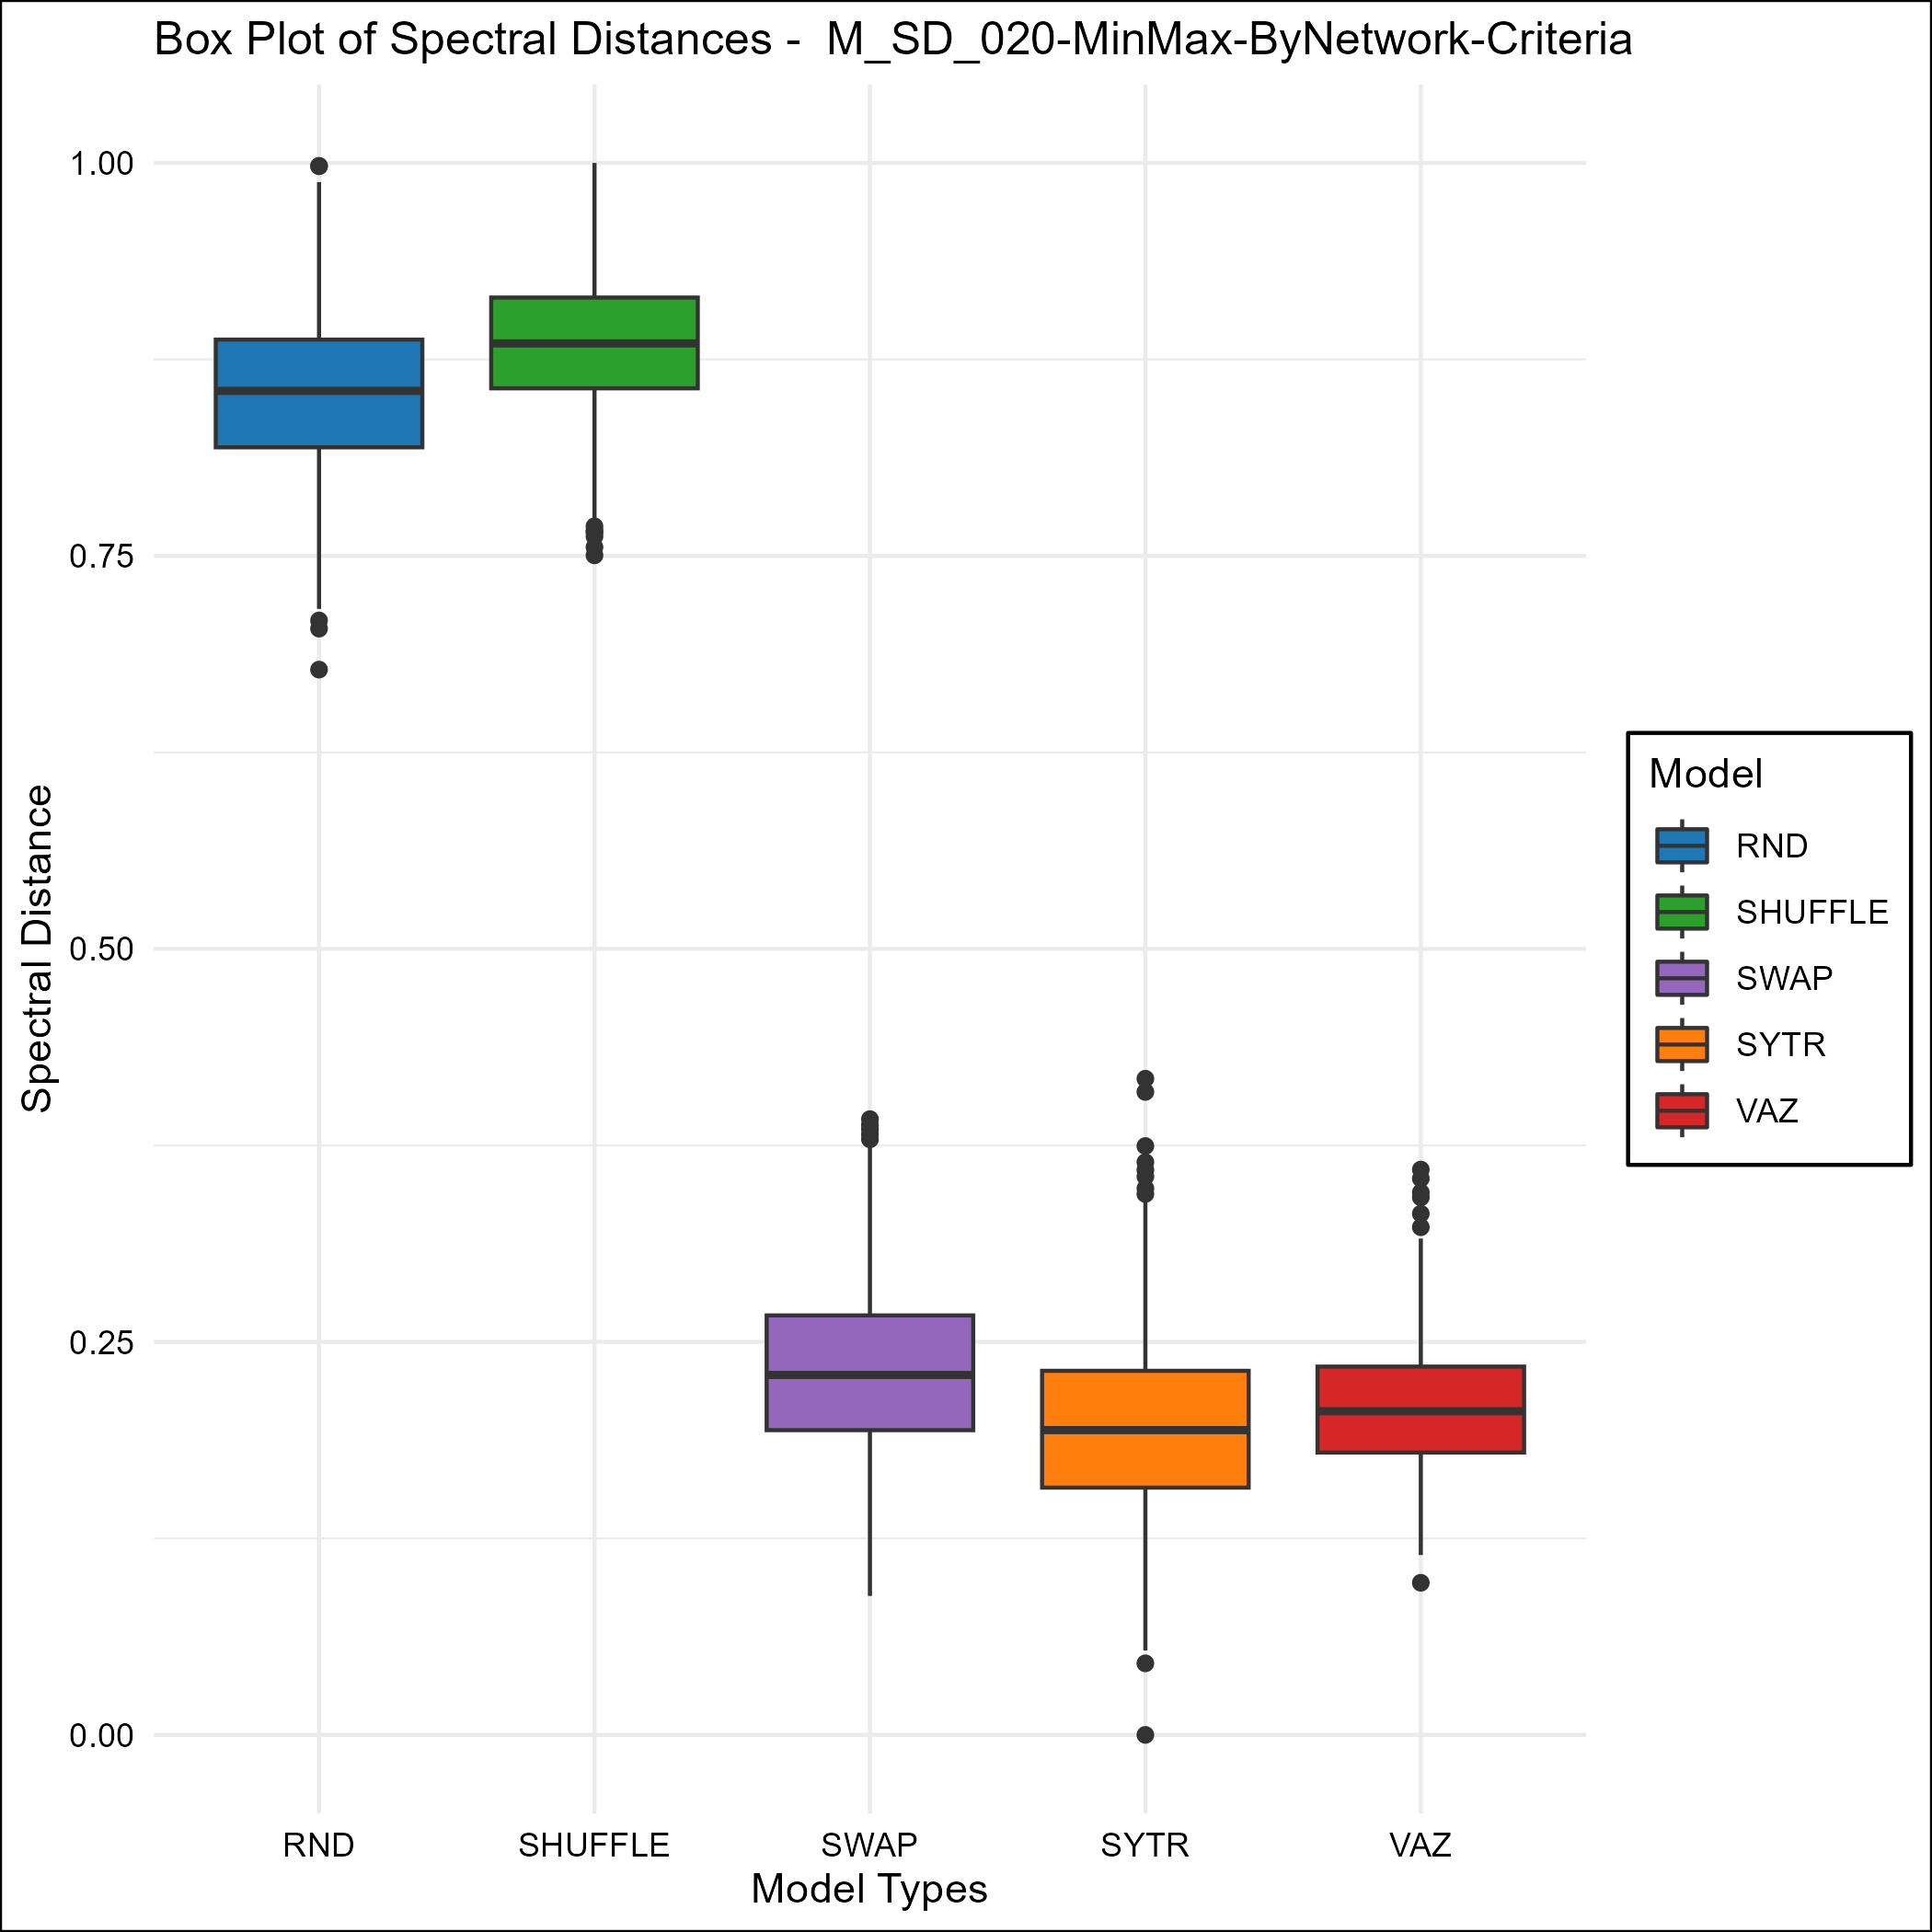 Box Plot of Spectral Distances -  M_SD_020-MinMax-ByNetwork-Criteria
1.00
0.75
0.50
0.25
0.00
Spectral Distance
RND
SHUFFLE
SWAP
SYTR
VAZ
Model Types
Model
RND
SHUFFLE
SWAP
SYTR
VAZ